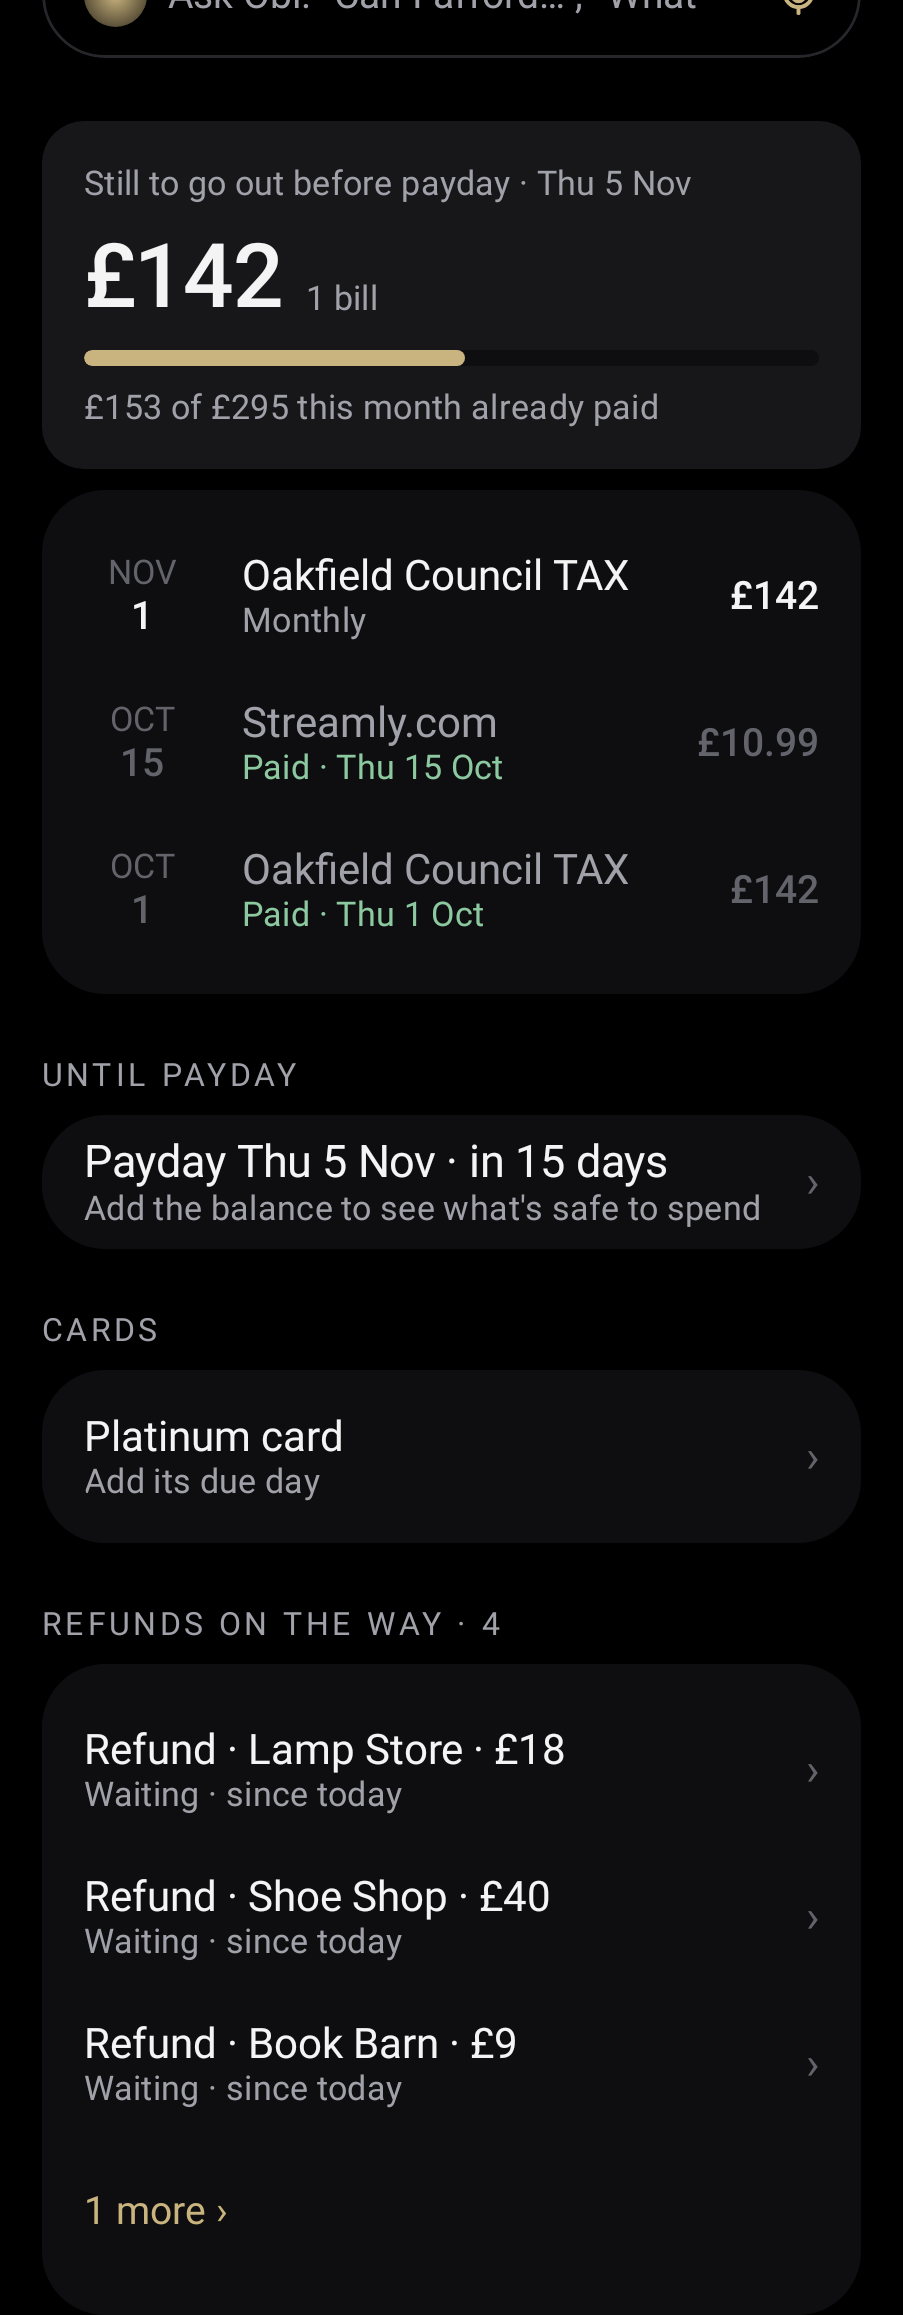 Still to go out before payday · Thu 5 Nov
£142 1 bill
£153 of £295 this month already paid
NOV
1
Oakfield Council TAX
Monthly
£142
OCT
15
Streamly.com
Paid · Thu 15 Oct
£10.99
OCT
1
Oakfield Council TAX
Paid · Thu 1 Oct
£142
UNTIL PAYDAY
Payday Thu 5 Nov · in 15 days
Add the balance to see what's safe to spend
›
CARDS
Platinum card
Add its due day
›
REFUNDS ON THE WAY · 4
Refund · Lamp Store · £18
Waiting · since today
›
Refund · Shoe Shop · £40
Waiting · since today
›
Refund · Book Barn · £9
Waiting · since today
›
1 more ›